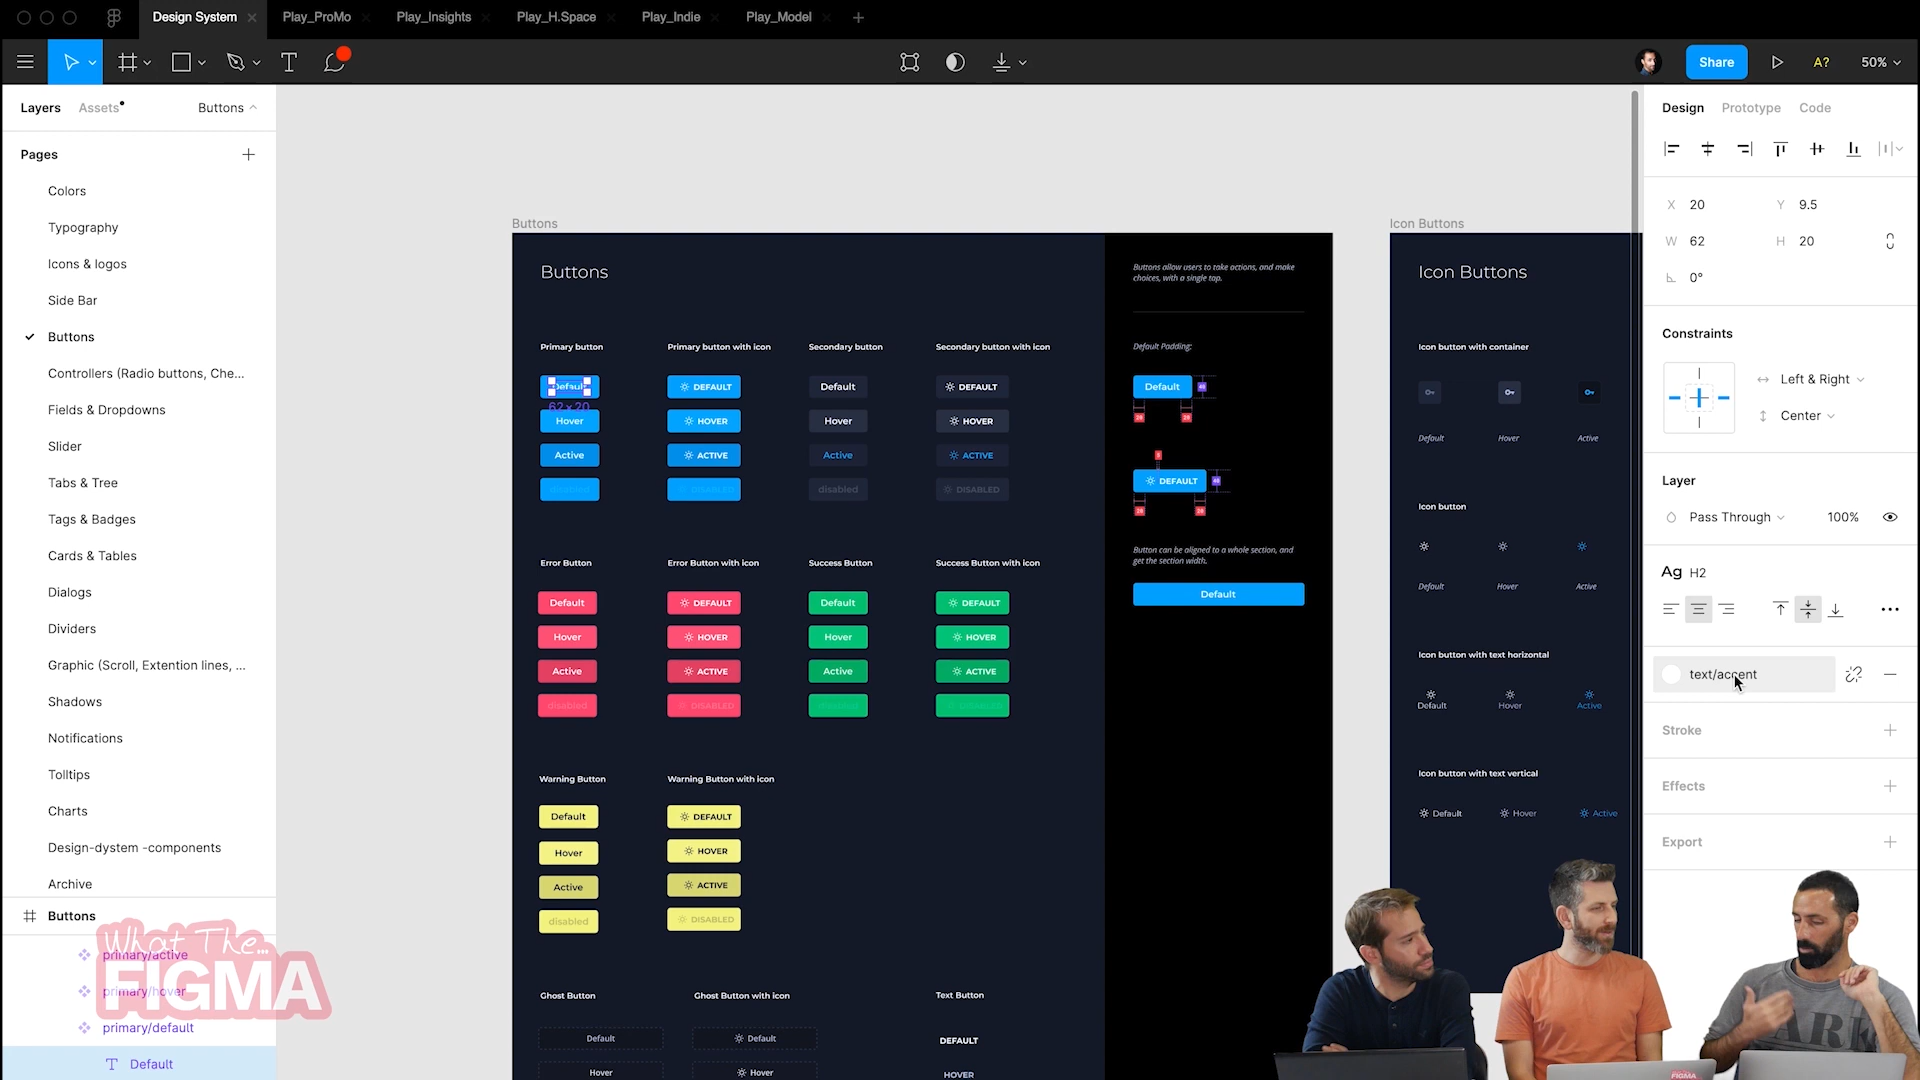 Design System
Play_ProMo
Play_Insights
Play_H.Space
Play_Indie
Play_Model
Share
A?
50%
Layers
Assets
Buttons
Pages
Colors
Typography
Icons & logos
Side Bar
Buttons
Controllers (Radio buttons, Che...
Fields & Dropdowns
Slider
Tabs & Tree
Tags & Badges
Cards & Tables
Dialogs
Dividers
Graphic (Scroll, Extention lines, ...
Shadows
Notifications
Tolltips
Charts
Design-dystem -components
Archive
Buttons
primary/active
primary/hover
primary/default
Default
What The...
FIGMA
Buttons
Buttons
Primary button
Primary button with icon
Secondary button
Secondary button with icon
Default
DEFAULT
Default
DEFAULT
62 x 20
Hover
HOVER
Hover
HOVER
Active
ACTIVE
Active
ACTIVE
disabled
DISABLED
disabled
DISABLED
Error Button
Error Button with icon
Success Button
Success Button with icon
Default
DEFAULT
Default
DEFAULT
Hover
HOVER
Hover
HOVER
Active
ACTIVE
Active
ACTIVE
disabled
DISABLED
disabled
DISABLED
Warning Button
Warning Button with icon
Default
DEFAULT
Hover
HOVER
Active
ACTIVE
disabled
DISABLED
Ghost Button
Ghost Button with icon
Text Button
Default
Default
DEFAULT
Hover
Hover
HOVER
Buttons allow users to take actions, and make
choices, with a single tap.
Default Padding:
Default
DEFAULT
Button can be aligned to a whole section, and
get the section width.
Default
Icon Buttons
Icon Buttons
Icon button with container
Default
Hover
Active
Icon button
Default
Hover
Active
Icon button with text horizontal
Default
Hover
Active
Icon button with text vertical
Default
Hover
Active
Design
Prototype
Code
X 20
Y 9.5
W 62
H 20
0°
Constraints
Left & Right
Center
Layer
Pass Through
100%
Ag H2
text/accent
Stroke
Effects
Export
FIGMA